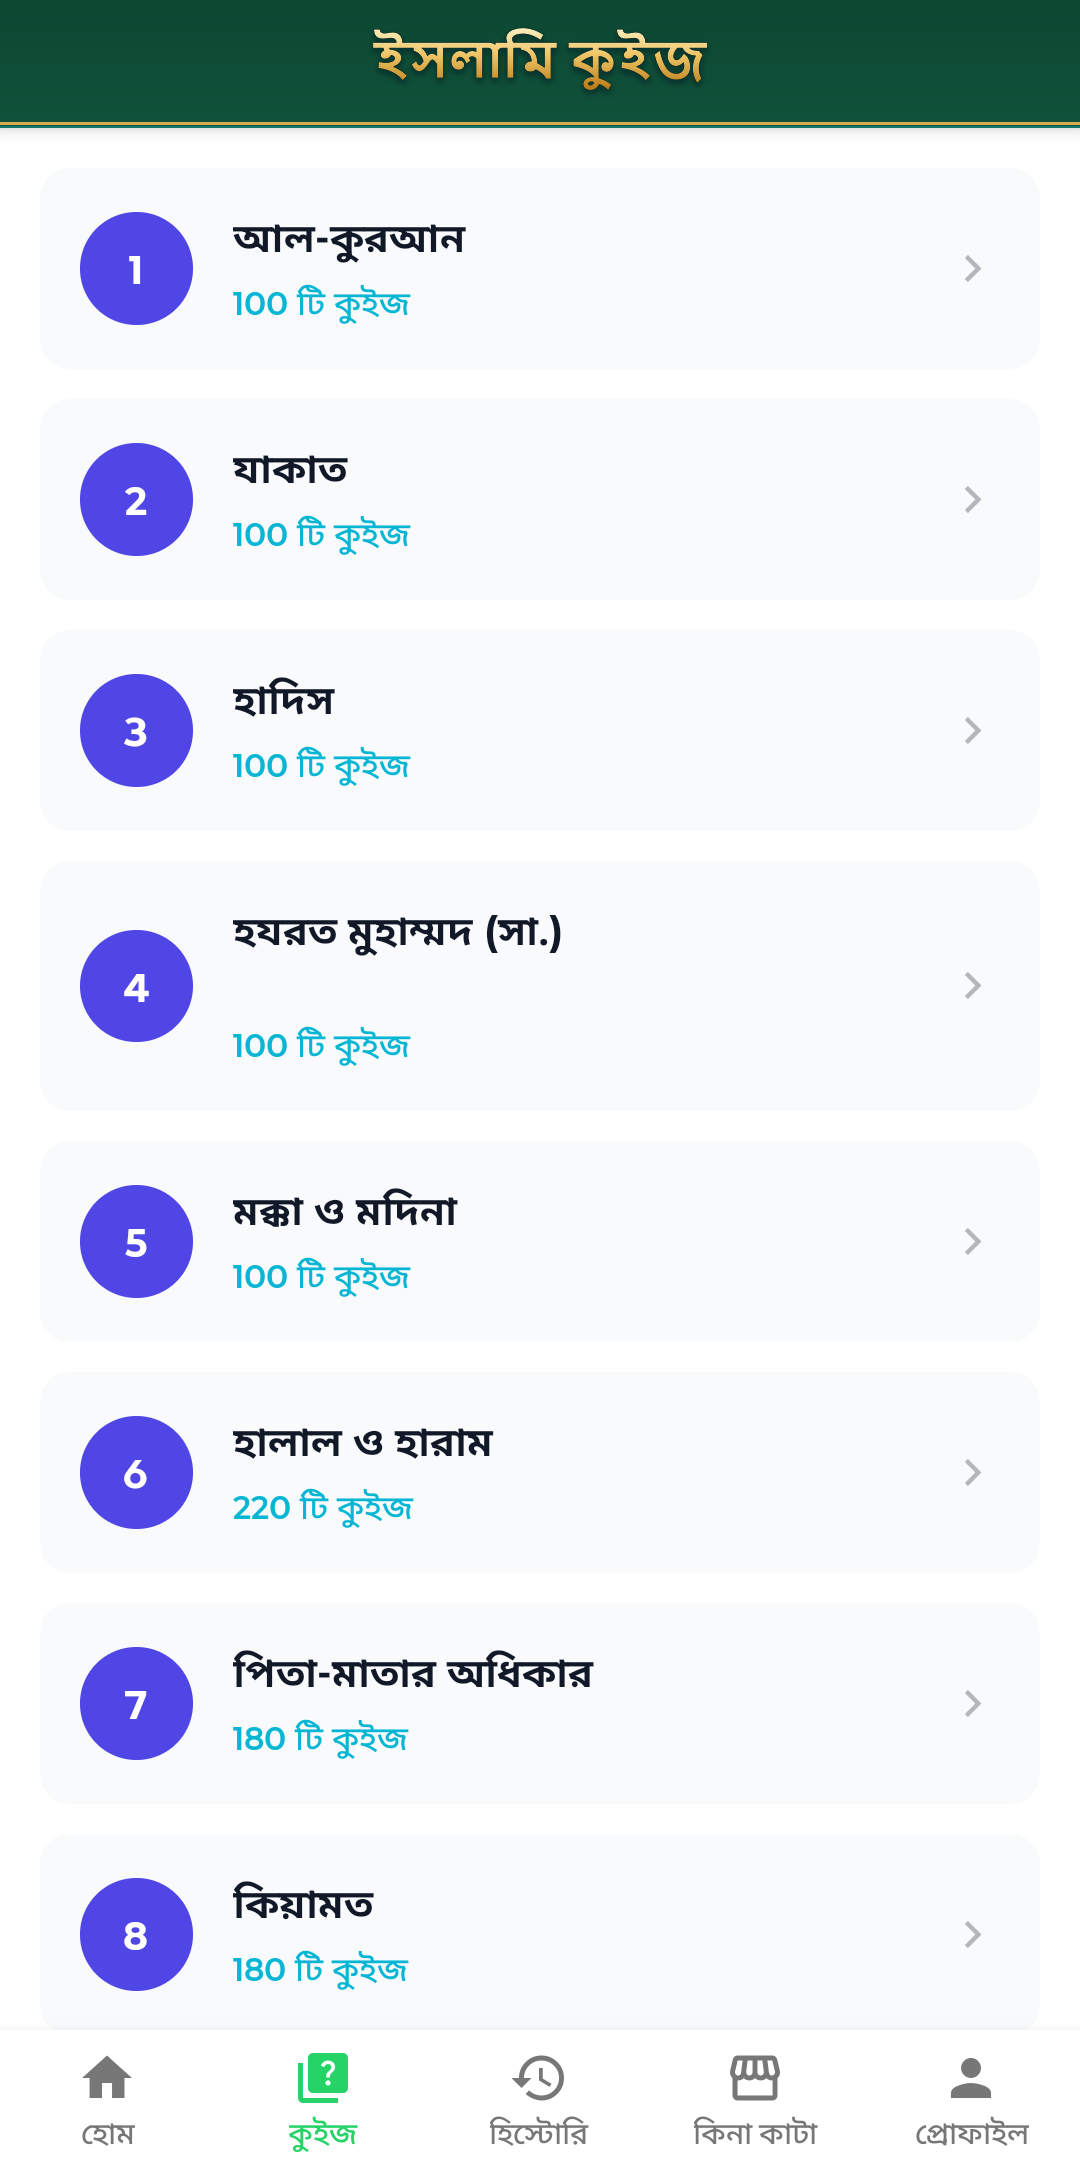 ইসলামি কুইজ
1
আল-কুরআন
100 টি কুইজ
2
যাকাত
100 টি কুইজ
3
হাদিস
100 টি কুইজ
4
হযরত মুহাম্মদ (সা.)
100 টি কুইজ
5
মক্কা ও মদিনা
100 টি কুইজ
6
হালাল ও হারাম
220 টি কুইজ
7
পিতা-মাতার অধিকার
180 টি কুইজ
8
কিয়ামত
180 টি কুইজ
হোম
কুইজ
হিস্টোরি
কিনা কাটা
প্রোফাইল